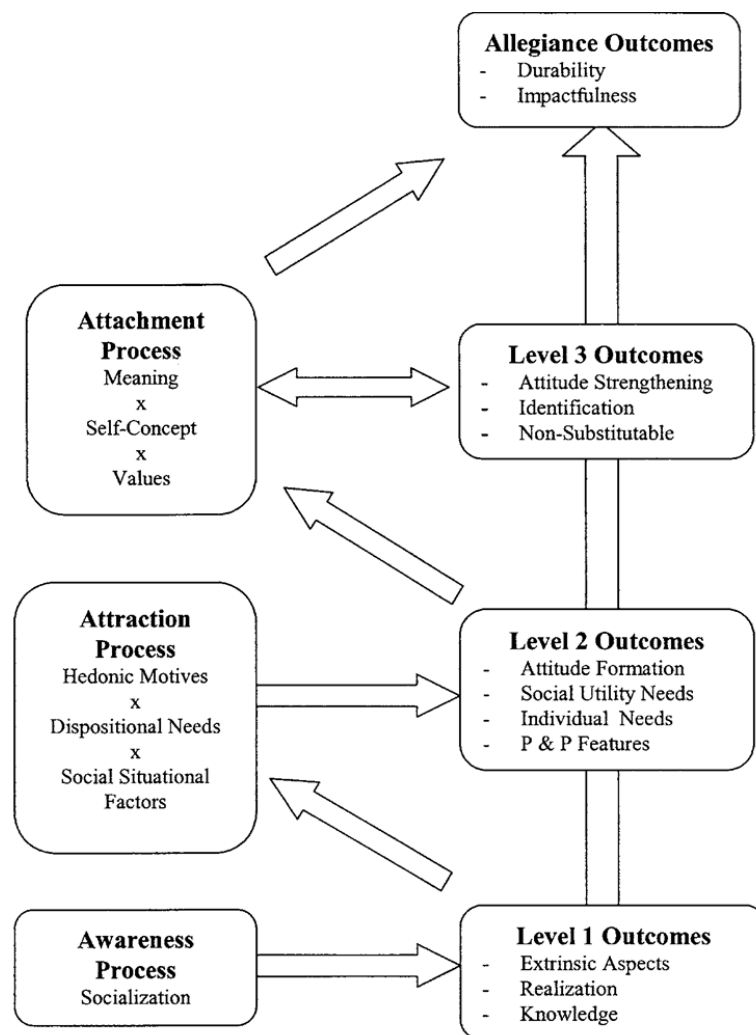 Allegiance Outcomes
- Durability
- Impactfulness
Attachment
Process
Meaning
x
Self-Concept
x
Values
Level 3 Outcomes
- Attitude Strengthening
- Identification
- Non-Substitutable
Attraction
Process
Hedonic Motives
x
Dispositional Needs
x
Social Situational
Factors
Level 2 Outcomes
- Attitude Formation
- Social Utility Needs
- Individual Needs
- P & P Features
Awareness
Process
Socialization
Level 1 Outcomes
- Extrinsic Aspects
- Realization
- Knowledge